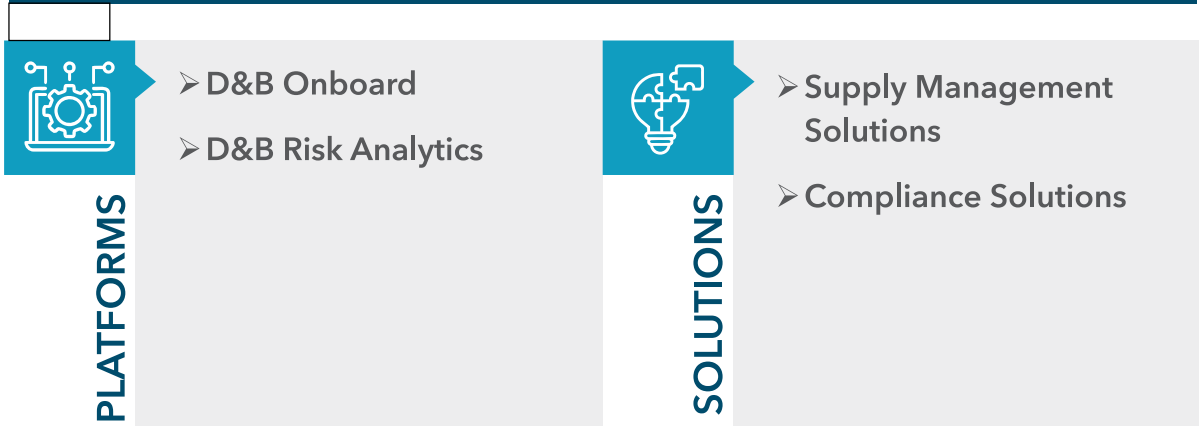 ➢ D&B Onboard
➢ D&B Risk Analytics
PLATFORMS
➢ Supply Management
Solutions
➢ Compliance Solutions
SOLUTIONS